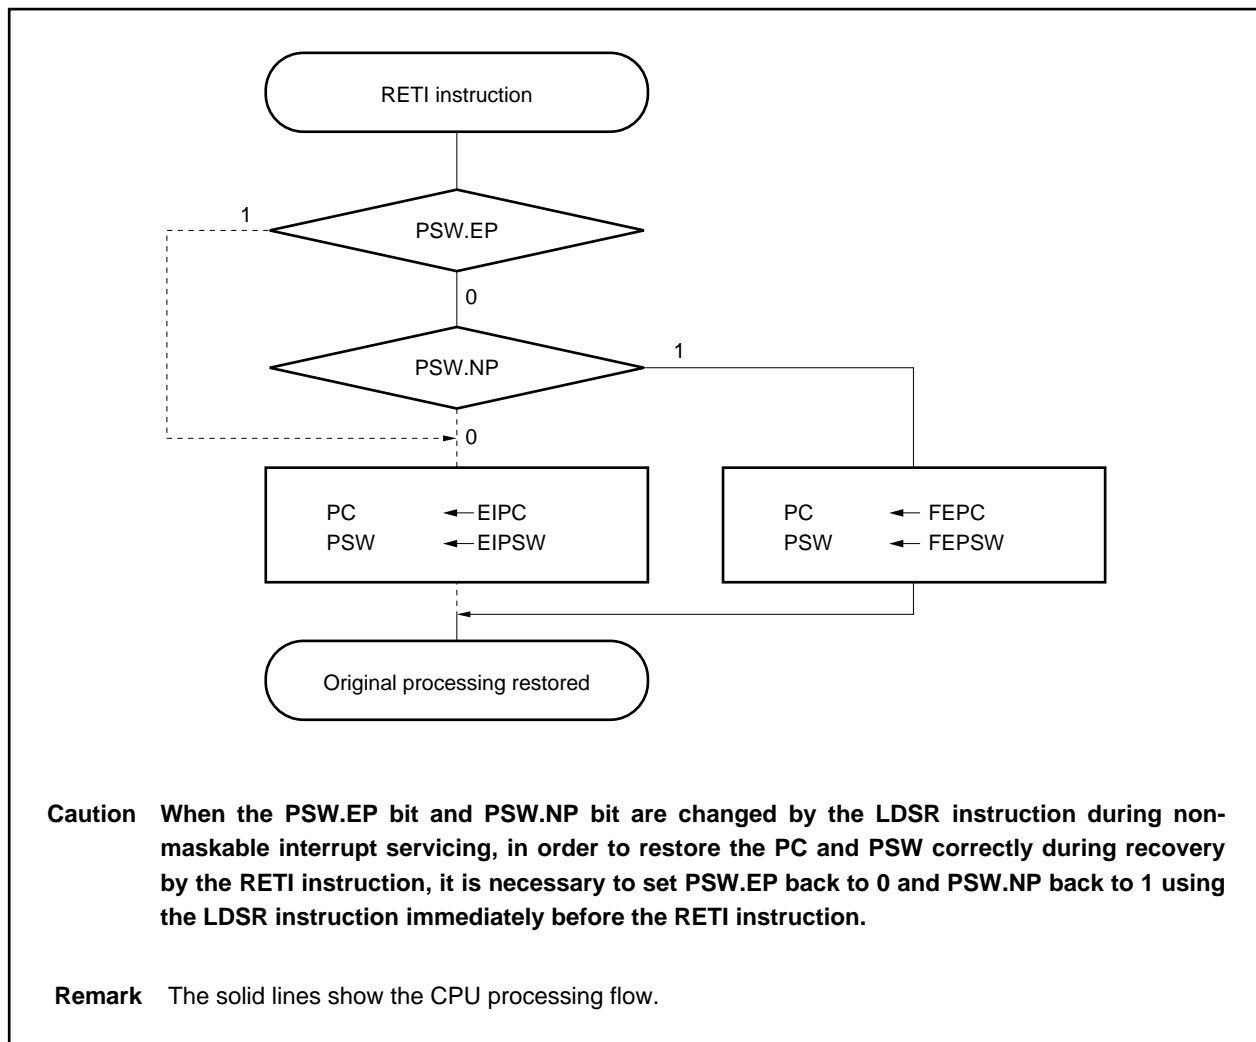 RETI instruction
1
PSW.EP
0
PSW.NP
1
0
PC ← EIPC
PSW ← EIPSW
PC ← FEPC
PSW ← FEPSW
Original processing restored
Caution When the PSW.EP bit and PSW.NP bit are changed by the LDSR instruction during non-
maskable interrupt servicing, in order to restore the PC and PSW correctly during recovery
by the RETI instruction, it is necessary to set PSW.EP back to 0 and PSW.NP back to 1 using
the LDSR instruction immediately before the RETI instruction.
Remark The solid lines show the CPU processing flow.